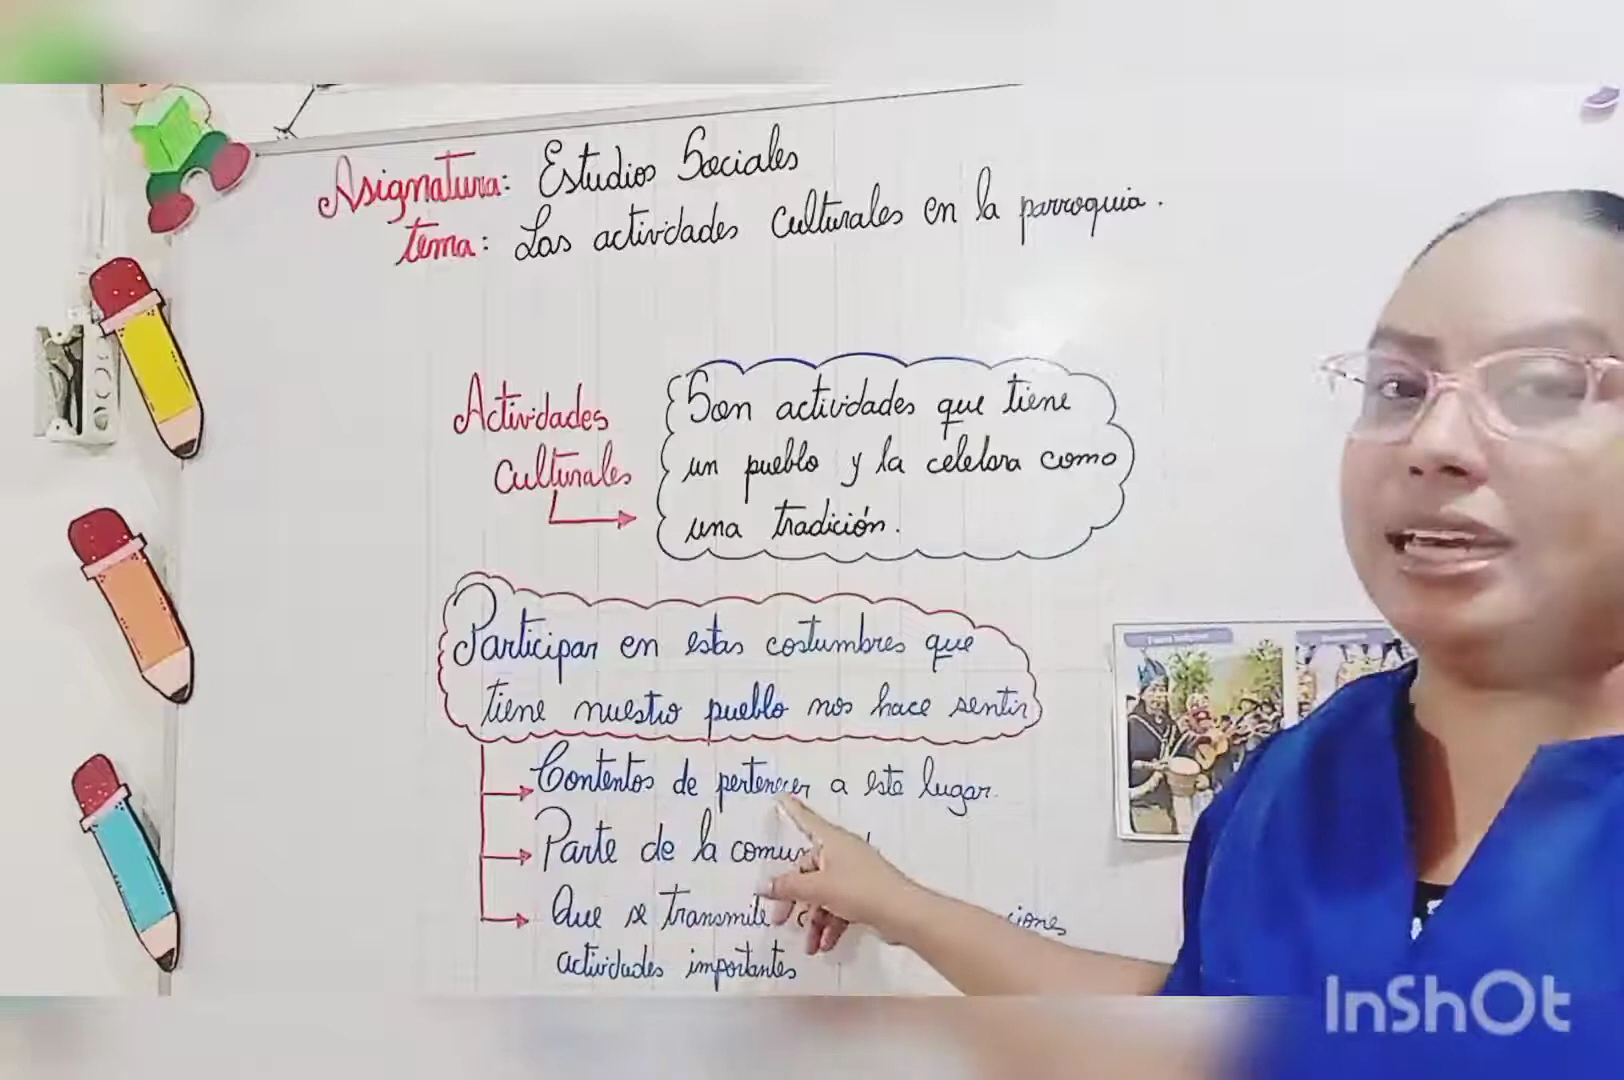 Asignatura: Estudios Sociales
tema: Las actividades culturales en la parroquia.
Actividades
Culturales
Son actividades que tiene
un pueblo y la celebra como
una tradición.
Participar en estas costumbres que
tiene nuestro pueblo nos hace sentir
Contentos de pertenecer a este lugar.
Parte de la
Que se transmite
actividades importantes
InShOt